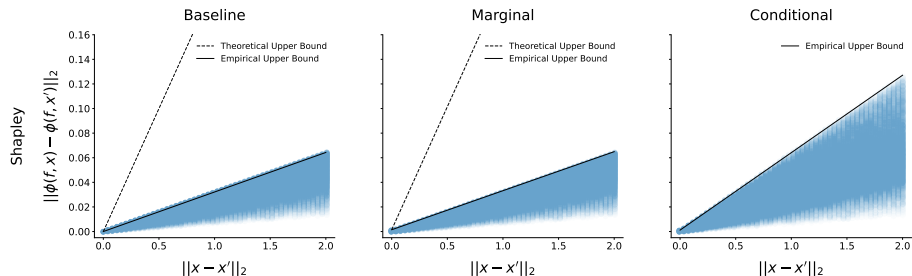 Baseline
Marginal
Conditional
Shapley
||ϕ(f, x) − ϕ(f, x′)||₂
0.16
0.14
0.12
0.10
0.08
0.06
0.04
0.02
0.00
Theoretical Upper Bound
Empirical Upper Bound
Theoretical Upper Bound
Empirical Upper Bound
Empirical Upper Bound
0.0 0.5 1.0 1.5 2.0
0.0 0.5 1.0 1.5 2.0
0.0 0.5 1.0 1.5 2.0
||x − x′||₂
||x − x′||₂
||x − x′||₂